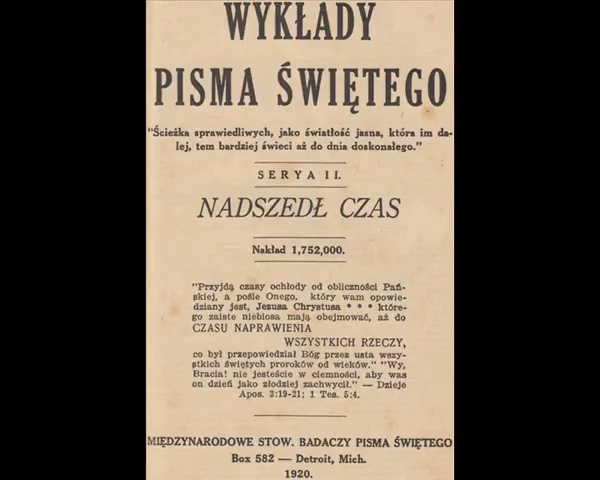 WYKŁADY
PISMA ŚWIĘTEGO
"Ścieżka sprawiedliwych, jako światłość jasna, która im da-
lej, tem bardziej świeci aż do dnia doskonałego."
SERYA II.
NADSZEDŁ CZAS
Nakład 1,752,000.
"Przyjdą czasy ochłody od obliczności Pań-
skiej, a pośle Onego, który wam opowie-
dziany jest, Jezusa Chrystusa * * * które-
go zaiste niebiosa mają obejmować, aż do
CZASU NAPRAWIENIA
WSZYSTKICH RZECZY,
co był przepowiedział Bóg przez usta wszy-
stkich świętych proroków od wieków." "Wy,
Bracia! nie jesteście w ciemności, aby was
on dzień jako złodziej zachwycił." — Dzieje
Apos. 3:19-21; 1 Tes. 5:4.
MIĘDZYNARODOWE STOW. BADACZY PISMA ŚWIĘTEGO
Box 582 — Detroit, Mich.
1920.